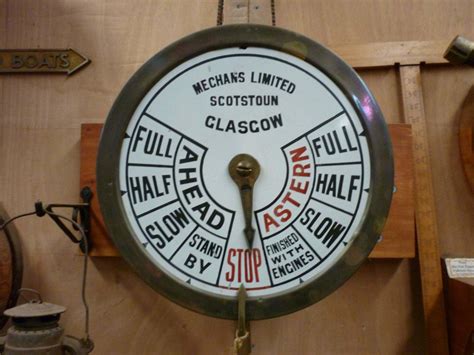 BOATS
MECHANS LIMITED
SCOTSTOUN
GLASGOW
FULL
HALF
SLOW
AHEAD
STAND
BY
STOP
FINISHED
WITH
ENGINES
ASTERN
SLOW
HALF
FULL